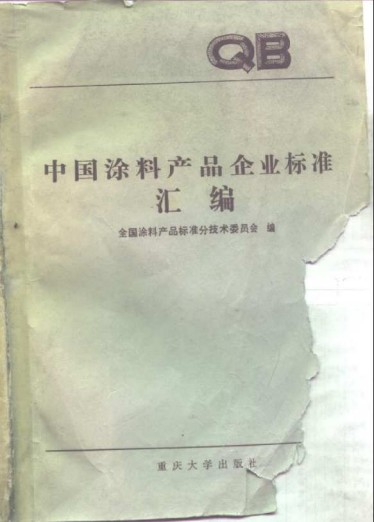 QB
中国涂料产品企业标准
汇编
全国涂料产品标准分技术委员会 编
重庆大学出版社